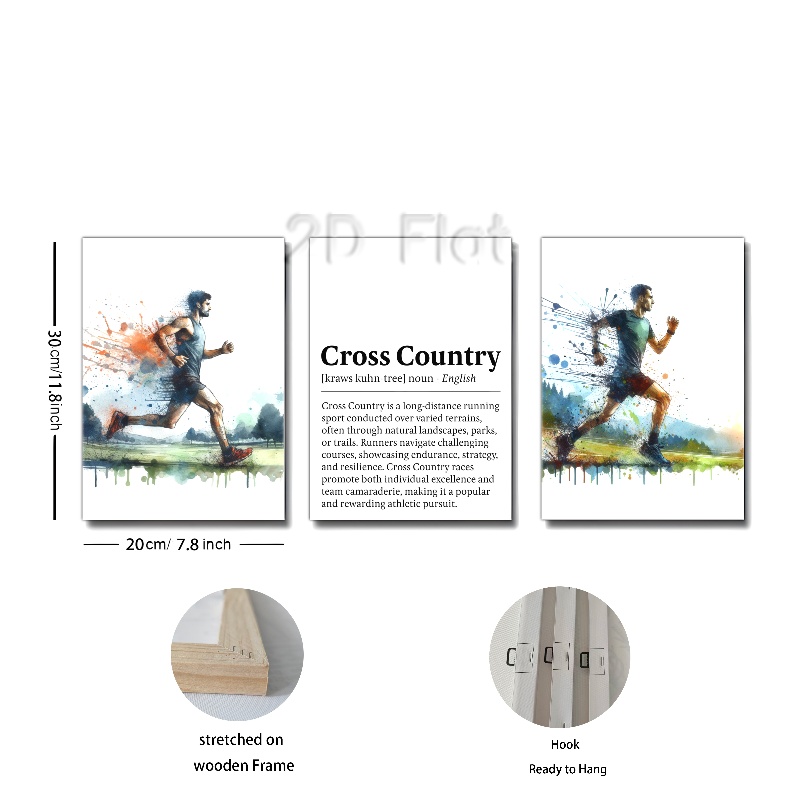 2D Flat
Cross Country
[kraws kuhn-tree] noun · English
Cross Country is a long-distance running
sport conducted over varied terrains,
often through natural landscapes, parks,
or trails. Runners navigate challenging
courses, showcasing endurance, strategy,
and resilience. Cross Country races
promote both individual excellence and
team camaraderie, making it a popular
and rewarding athletic pursuit.
30cm/11.8inch
20cm/ 7.8 inch
stretched on
wooden Frame
Hook
Ready to Hang